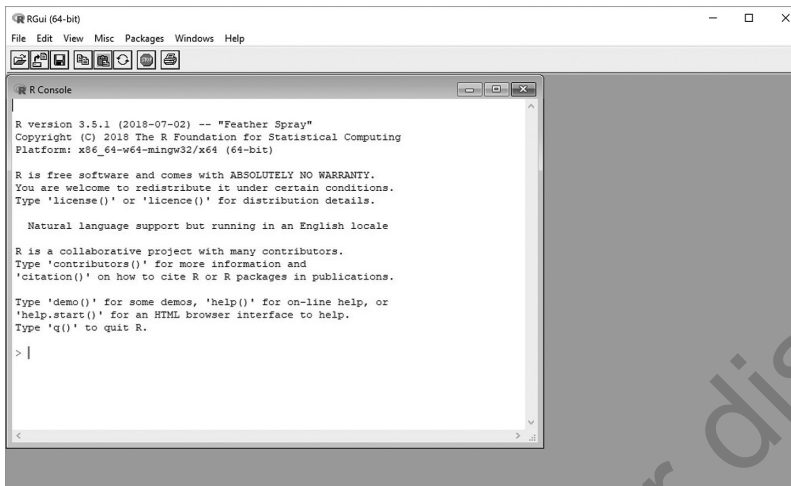 RGui (64-bit)
File Edit View Misc Packages Windows Help
STOP
R Console
R version 3.5.1 (2018-07-02) -- "Feather Spray"
Copyright (C) 2018 The R Foundation for Statistical Computing
Platform: x86_64-w64-mingw32/x64 (64-bit)
R is free software and comes with ABSOLUTELY NO WARRANTY.
You are welcome to redistribute it under certain conditions.
Type 'license()' or 'licence()' for distribution details.
Natural language support but running in an English locale
R is a collaborative project with many contributors.
Type 'contributors()' for more information and
'citation()' on how to cite R or R packages in publications.
Type 'demo()' for some demos, 'help()' for on-line help, or
'help.start()' for an HTML browser interface to help.
Type 'q()' to quit R.
>